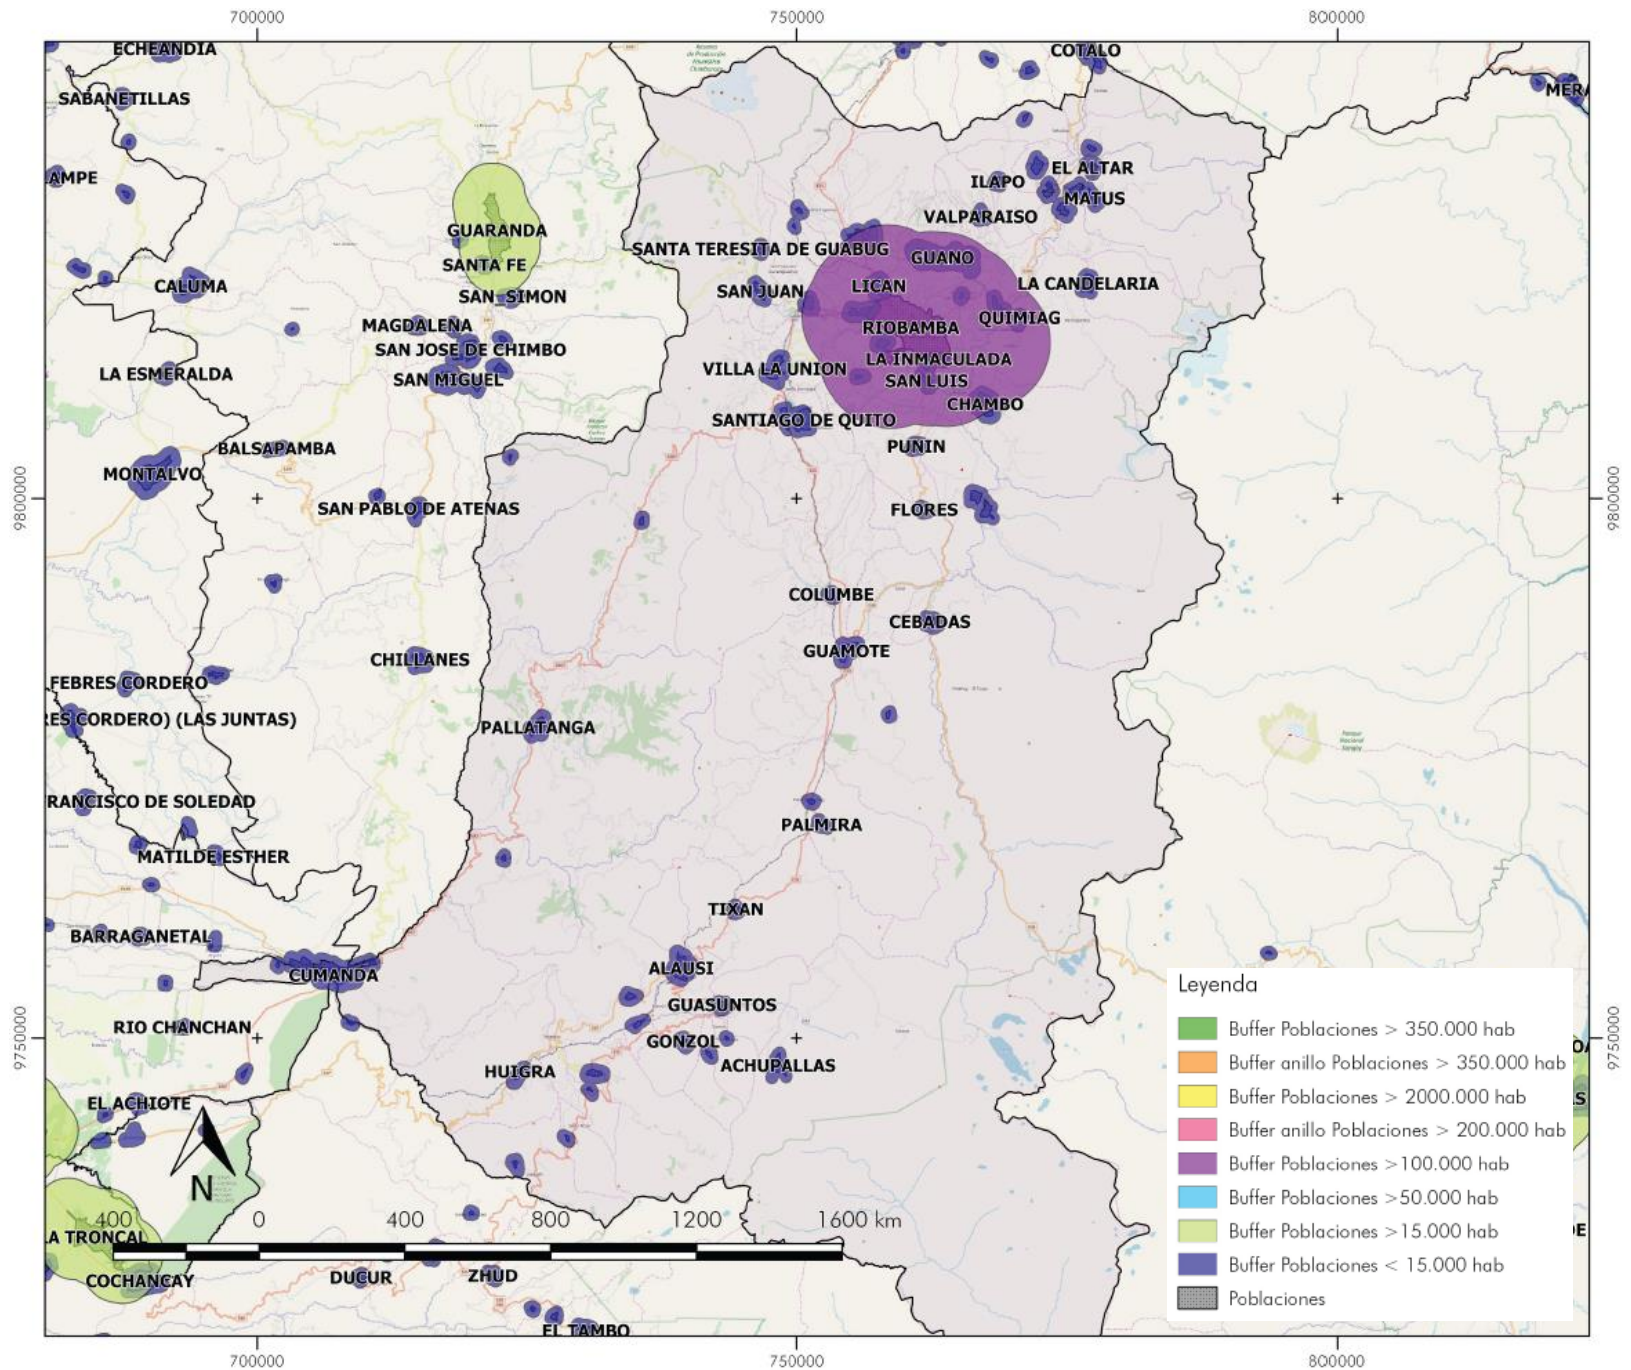 700000
750000
800000
ECHEANDIA
COTALO
SABANETILLAS
AMPE
EL ALTAR
ILAPO
MATUS
VALPARAISO
GUARANDA
SANTA TERESITA DE GUABUG
GUANO
SANTA FE
CALUMA
SAN JUAN
LICAN
LA CANDELARIA
SAN_SIMON
MAGDALENA
RIOBAMBA
QUIMIAG
SAN JOSE DE CHIMBO
LA INMACULADA
LA ESMERALDA
VILLA LA UNION
SAN MIGUEL
SAN LUIS
CHAMBO
SANTIAGO DE QUITO
BALSAPAMBA
PUNIN
MONTALVO
9800000
9800000
SAN PABLO DE ATENAS
FLORES
COLUMBE
CEBADAS
CHILLANES
GUAMOTE
FEBRES CORDERO
RES CORDERO) (LAS JUNTAS)
PALLATANGA
Parque
Nacional
Sangay
RANCISCO DE SOLEDAD
PALMIRA
MATILDE ESTHER
TIXAN
BARRAGANETAL
CUMANDA
ALAUSI
GUASUNTOS
RIO CHANCHAN
GONZOL
9750000
9750000
HUIGRA
ACHUPALLAS
EL ACHIOTE
N
LA TRONCAL
COCHANCAY
400 0 400 800 1200 1600 km
DUCUR
ZHUD
EL TAMBO
Leyenda
Buffer Poblaciones > 350.000 hab
Buffer anillo Poblaciones > 350.000 hab
Buffer Poblaciones > 2000.000 hab
Buffer anillo Poblaciones > 200.000 hab
Buffer Poblaciones >100.000 hab
Buffer Poblaciones >50.000 hab
Buffer Poblaciones >15.000 hab
Buffer Poblaciones < 15.000 hab
Poblaciones
700000
750000
800000